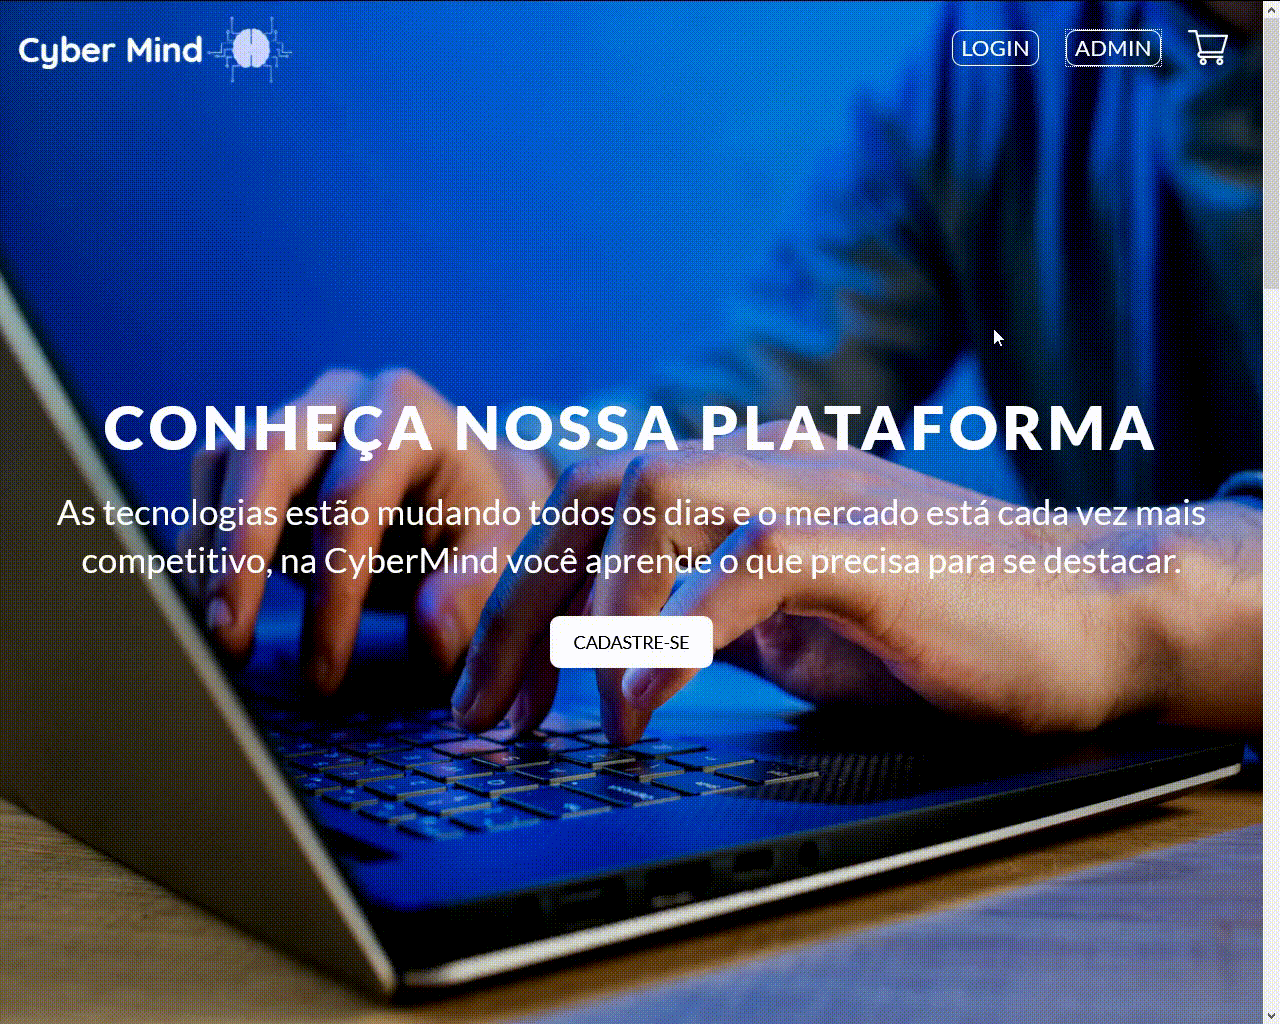 Cyber Mind
LOGIN
ADMIN
CONHEÇA NOSSA PLATAFORMA
As tecnologias estão mudando todos os dias e o mercado está cada vez mais
competitivo, na CyberMind você aprende o que precisa para se destacar.
CADASTRE-SE